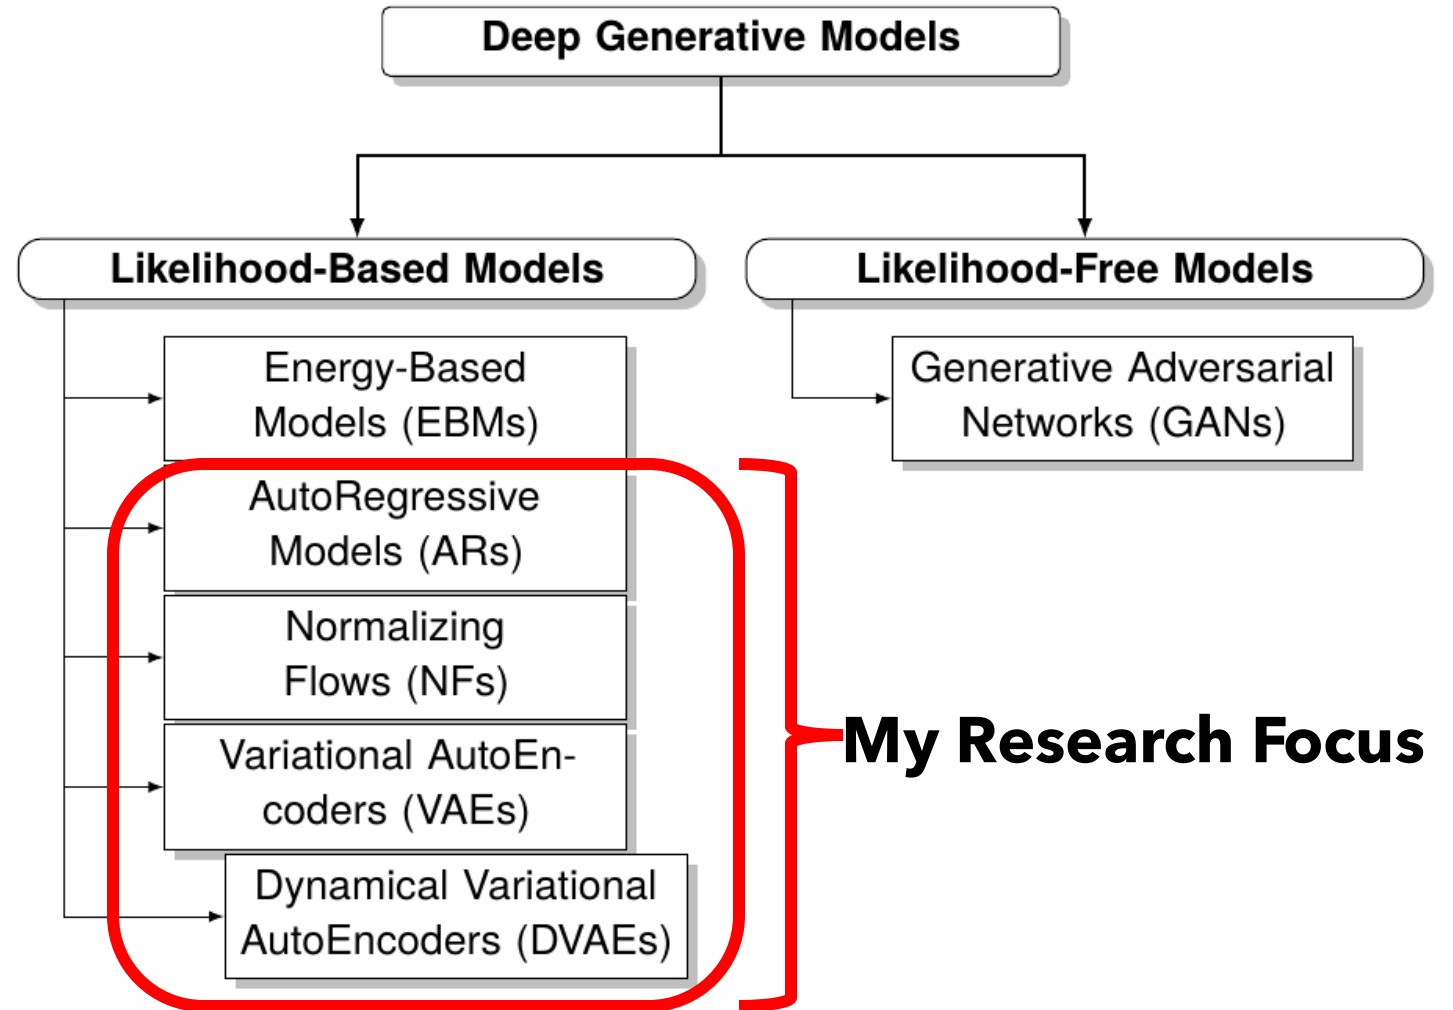 Deep Generative Models
Likelihood-Based Models
Likelihood-Free Models
Energy-Based
Models (EBMs)
Generative Adversarial
Networks (GANs)
AutoRegressive
Models (ARs)
Normalizing
Flows (NFs)
Variational AutoEn-
coders (VAEs)
Dynamical Variational
AutoEncoders (DVAEs)
My Research Focus